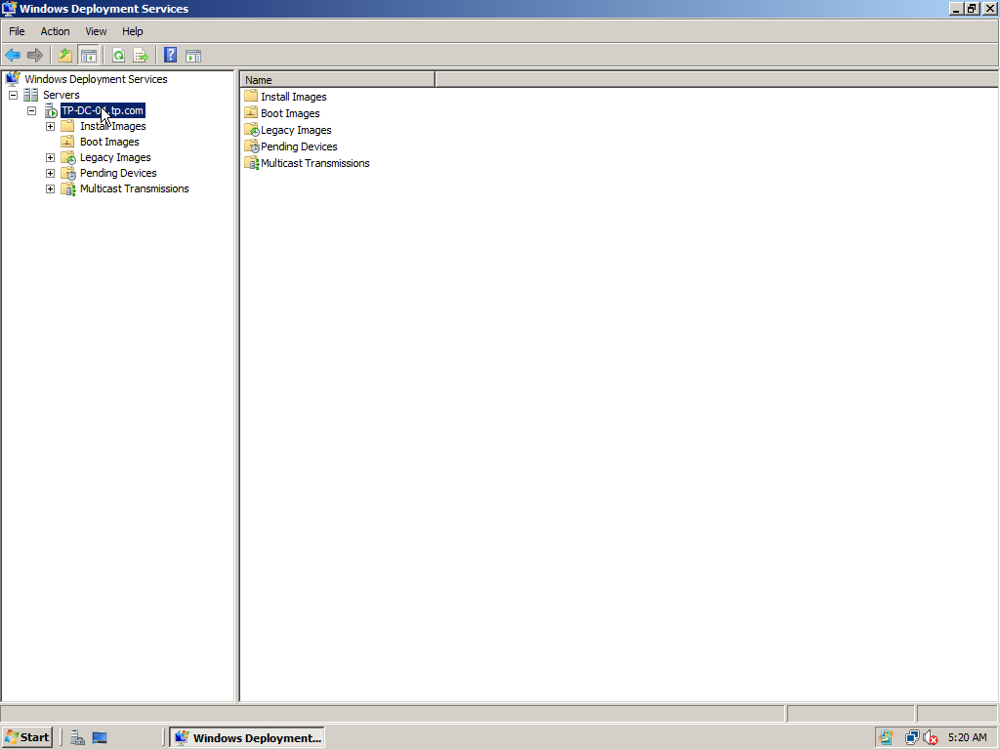 Windows Deployment Services
File Action View Help
Windows Deployment Services
Servers
TP-DC-01.tp.com
Install Images
Boot Images
Legacy Images
Pending Devices
Multicast Transmissions
Name
Install Images
Boot Images
Legacy Images
Pending Devices
Multicast Transmissions
Start
Windows Deployment...
5:20 AM